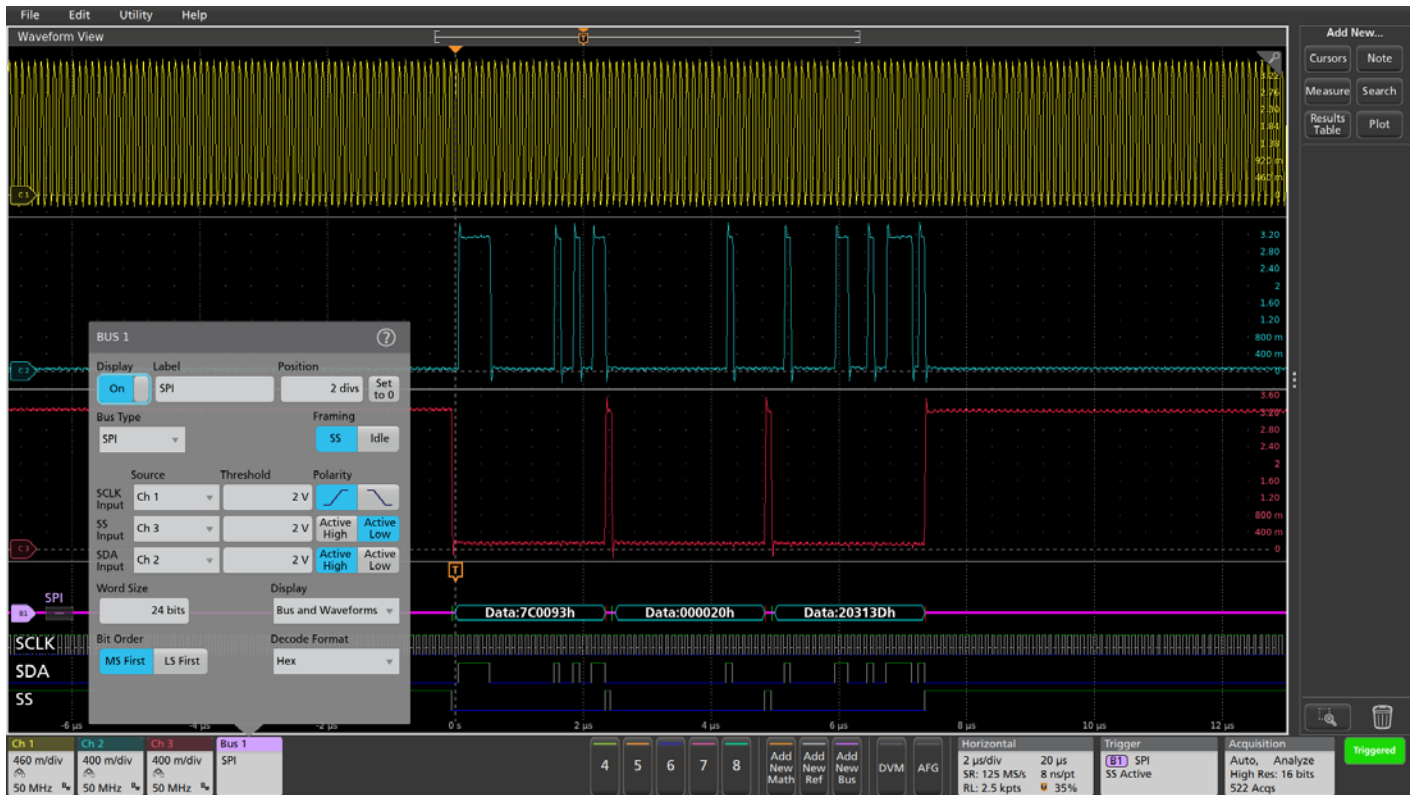 File Edit Utility Help
Waveform View
Add New...
Cursors Note
Measure Search
Results Table Plot
C1
2.76
2.30
1.84
1.38
920 m
460 m
0
C2
3.20
2.80
2.40
2
1.60
1.20
800 m
400 m
0
C3
3.60
3.20
2.80
2.40
2
1.60
1.20
800 m
400 m
0
BUS 1 ?
Display Label Position
On SPI 2 divs Set to 0
Bus Type Framing
SPI SS Idle
Source Threshold Polarity
SCLK Input Ch 1 2 V
SS Input Ch 3 2 V Active High Active Low
SDA Input Ch 2 2 V Active High Active Low
Word Size Display
24 bits Bus and Waveforms
Bit Order Decode Format
MS First LS First Hex
T
T
B1 SPI Data:7C0093h Data:000020h Data:20313Dh
SCLK
SDA
SS
-6 µs -4 µs -2 µs 0 s 2 µs 4 µs 6 µs 8 µs 10 µs 12 µs
Ch 1 Ch 2 Ch 3 Bus 1
460 m/div 400 m/div 400 m/div SPI
50 MHz 50 MHz 50 MHz
4 5 6 7 8
Add New Math Add New Ref Add New Bus DVM AFG
Horizontal
2 µs/div 20 µs
SR: 125 MS/s 8 ns/pt
RL: 2.5 kpts 35%
Trigger
B1 SPI
SS Active
Acquisition
Auto, Analyze
High Res: 16 bits
522 Acqs
Triggered